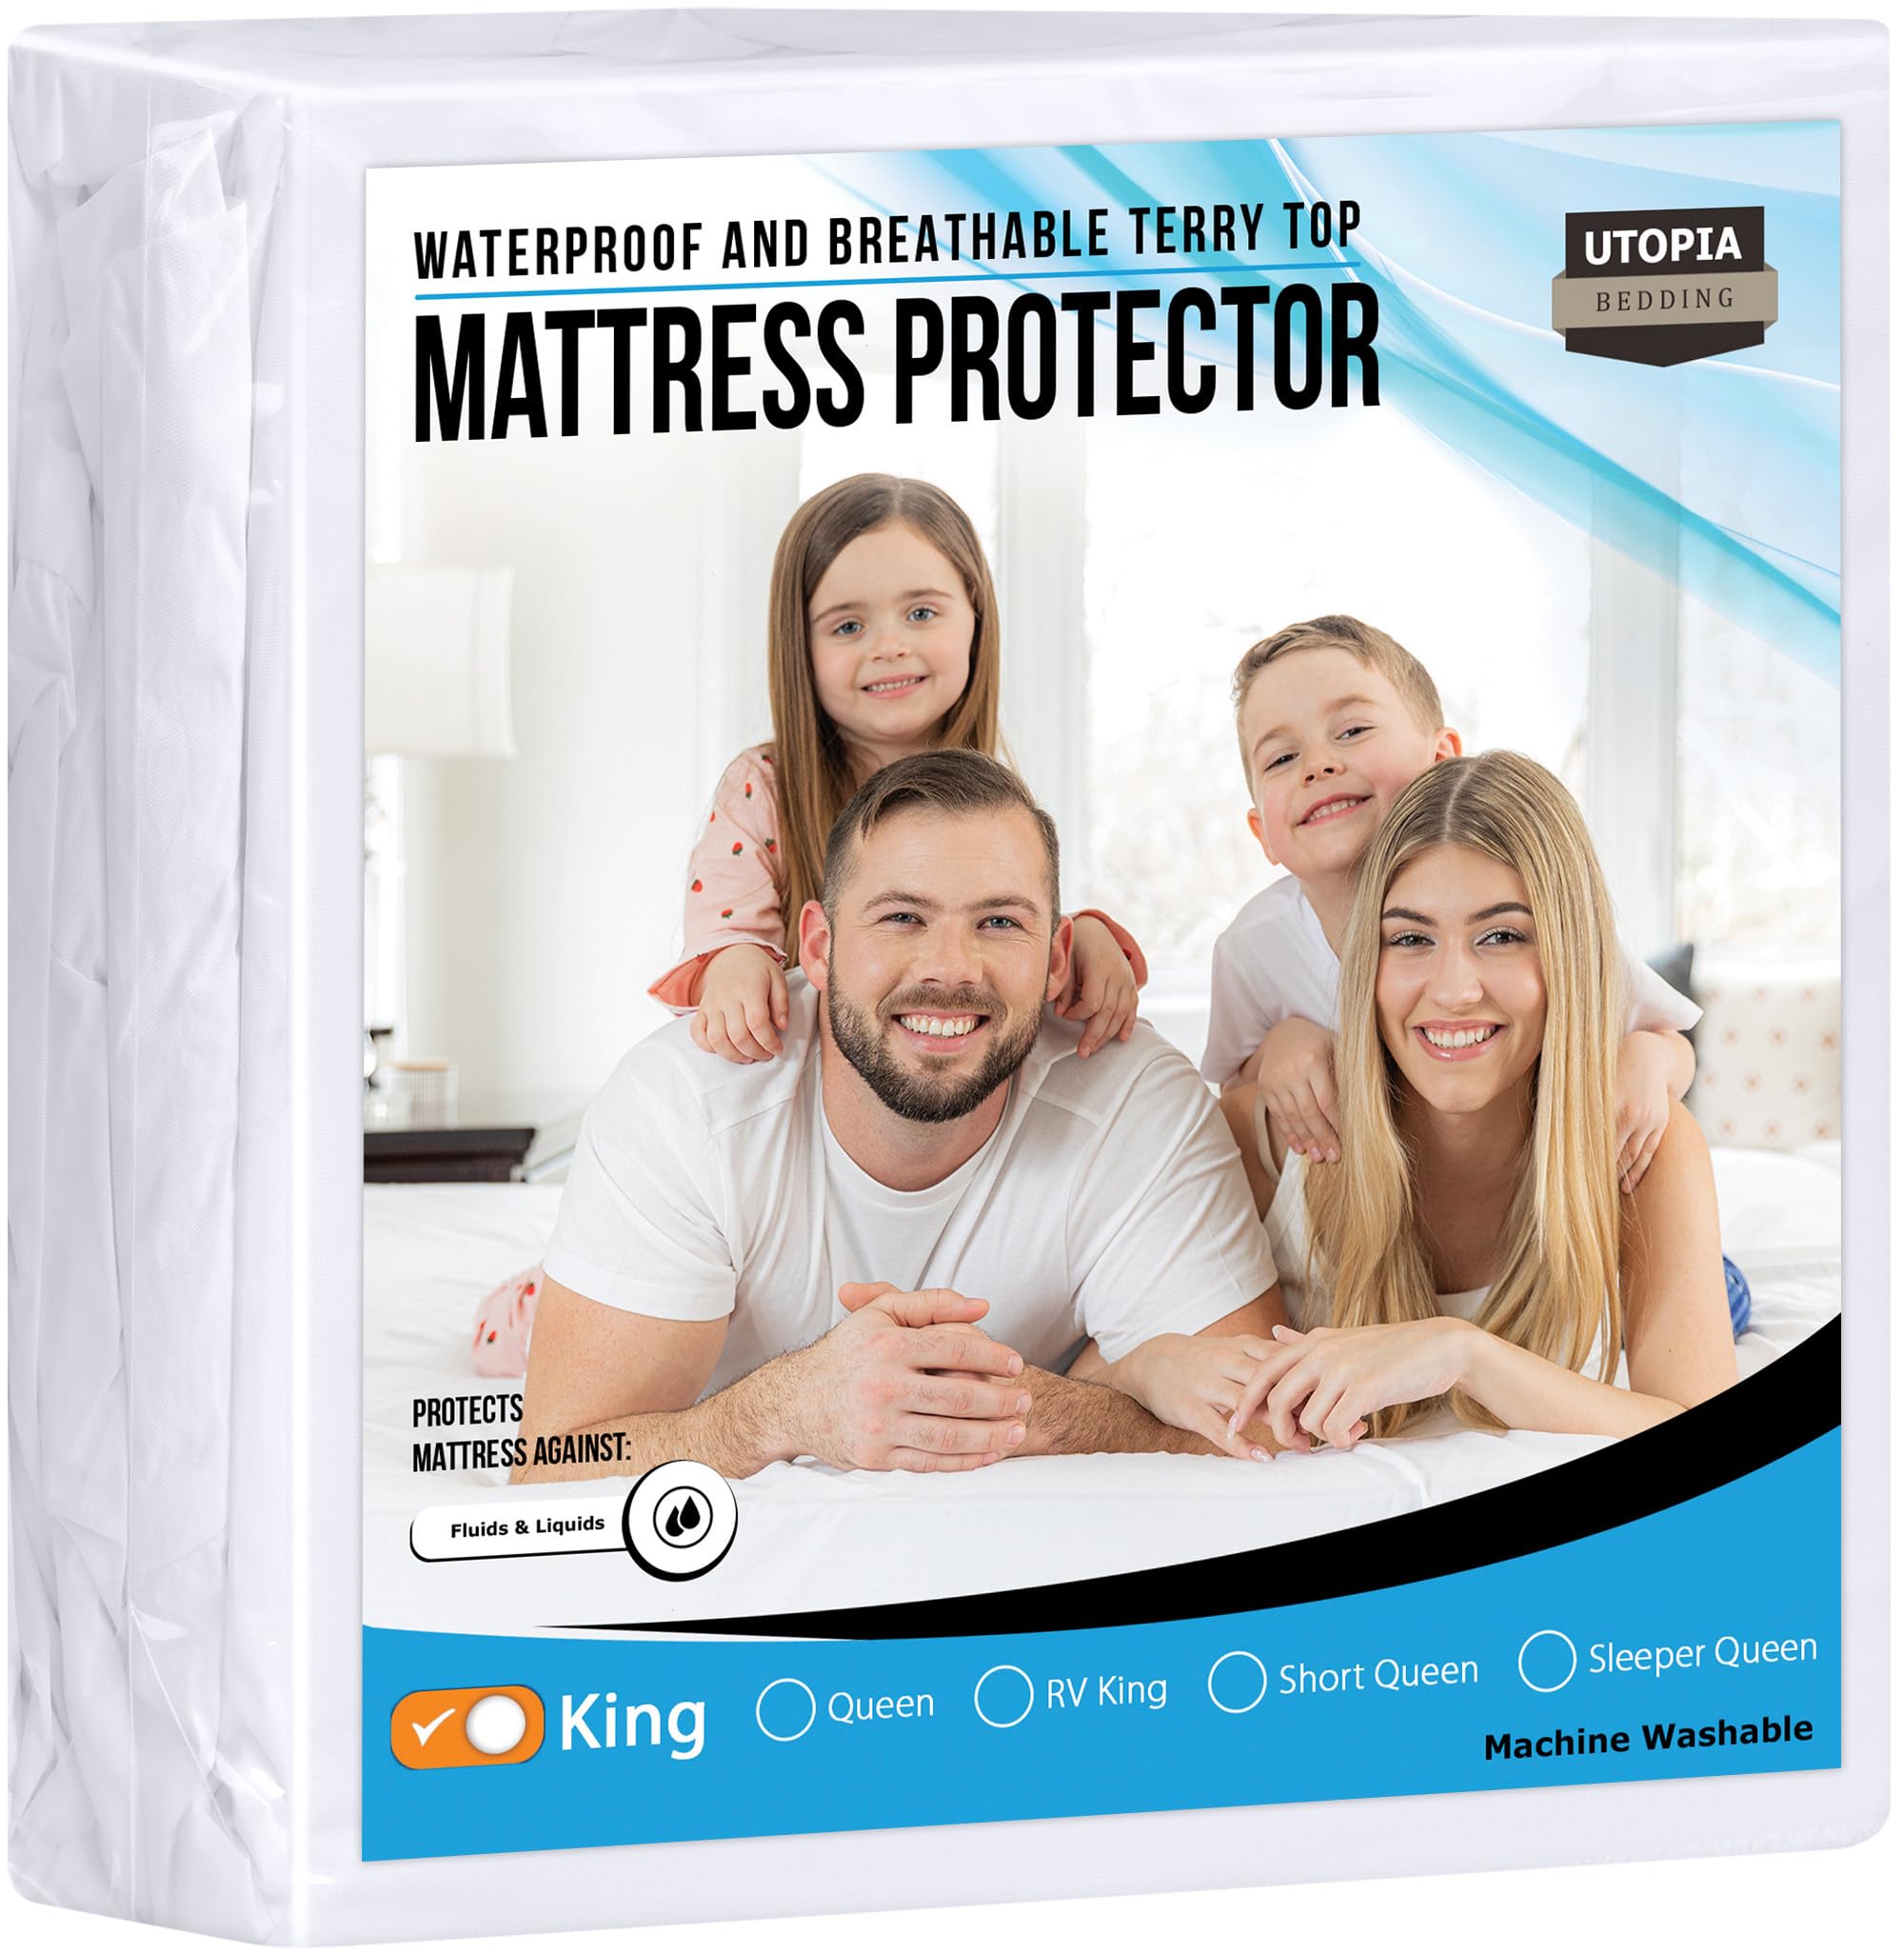 WATERPROOF AND BREATHABLE TERRY TOP
MATTRESS PROTECTOR
UTOPIA
BEDDING
PROTECTS
MATTRESS AGAINST:
Fluids & Liquids
King
Queen
RV King
Short Queen
Sleeper Queen
Machine Washable